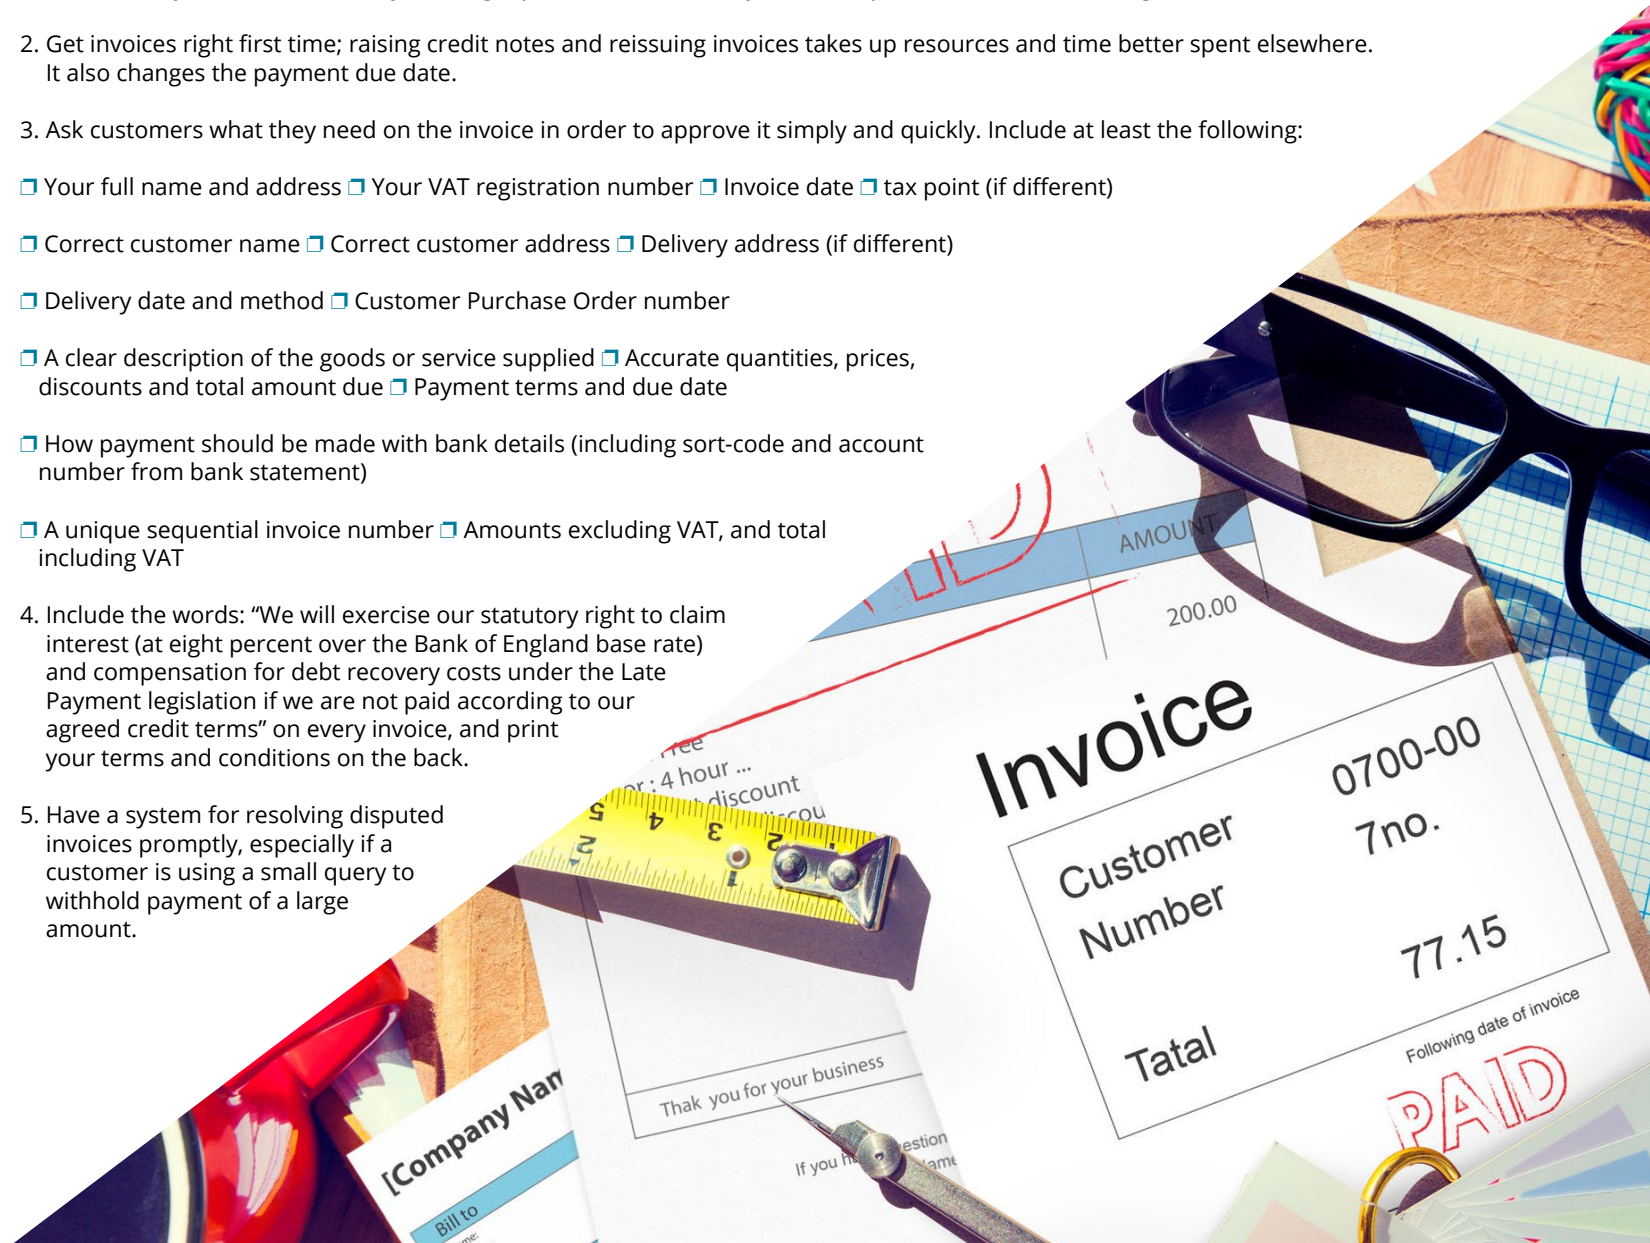 2. Get invoices right first time; raising credit notes and reissuing invoices takes up resources and time better spent elsewhere.
It also changes the payment due date.
3. Ask customers what they need on the invoice in order to approve it simply and quickly. Include at least the following:
❒ Your full name and address ❒ Your VAT registration number ❒ Invoice date ❒ tax point (if different)
❒ Correct customer name ❒ Correct customer address ❒ Delivery address (if different)
❒ Delivery date and method ❒ Customer Purchase Order number
❒ A clear description of the goods or service supplied ❒ Accurate quantities, prices,
discounts and total amount due ❒ Payment terms and due date
❒ How payment should be made with bank details (including sort-code and account
number from bank statement)
❒ A unique sequential invoice number ❒ Amounts excluding VAT, and total
including VAT
4. Include the words: “We will exercise our statutory right to claim
interest (at eight percent over the Bank of England base rate)
and compensation for debt recovery costs under the Late
Payment legislation if we are not paid according to our
agreed credit terms” on every invoice, and print
your terms and conditions on the back.
5. Have a system for resolving disputed
invoices promptly, especially if a
customer is using a small query to
withhold payment of a large
amount.
AMOUNT
200.00
: 4 hour ...
discount
Invoice
0700-00
Customer 7no.
Number
77.15
Tatal
Following date of invoice
PAID
5 4 3 2
2 1
Thak you for your business
If you
[Company Nam
Bill to